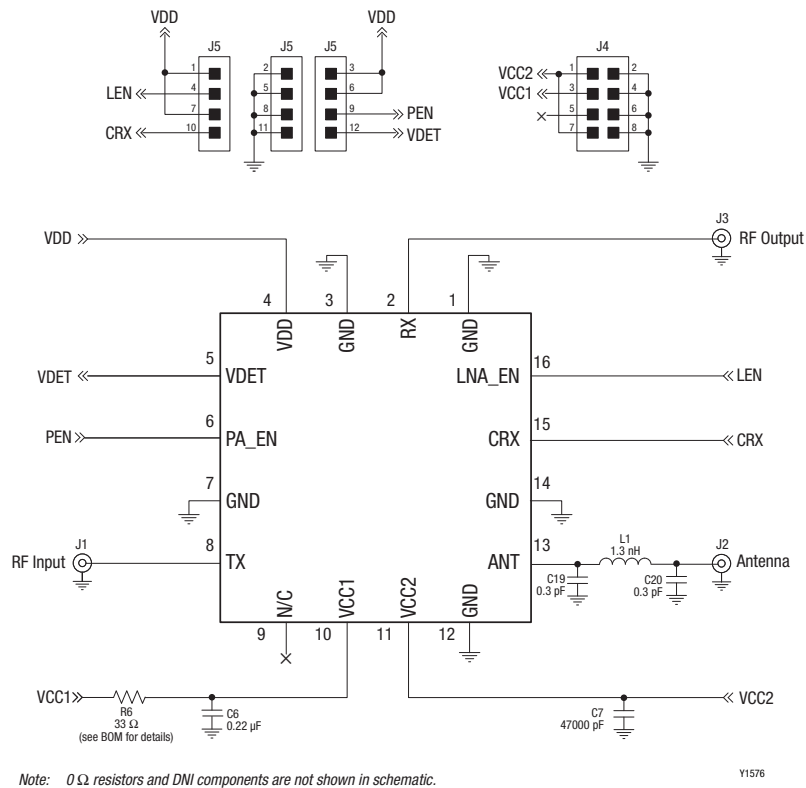 VDD
VDD
J5
J5
J5
J4
1
4
7
10
LEN
CRX
2
5
8
11
3
6
9
12
PEN
VDET
VCC2
VCC1
1
3
5
7
2
4
6
8
J3
RF Output
VDD
4
3
2
1
VDD
GND
RX
GND
VDET
5
VDET
LNA_EN
16
LEN
PEN
6
PA_EN
CRX
15
CRX
7
GND
GND
14
J1
RF Input
8
TX
ANT
13
L1
1.3 nH
J2
Antenna
C19
0.3 pF
C20
0.3 pF
N/C
VCC1
VCC2
GND
9
10
11
12
VCC1
R6
33 Ω
(see BOM for details)
C6
0.22 µF
C7
47000 pF
VCC2
Note: 0 Ω resistors and DNI components are not shown in schematic.
Y1576